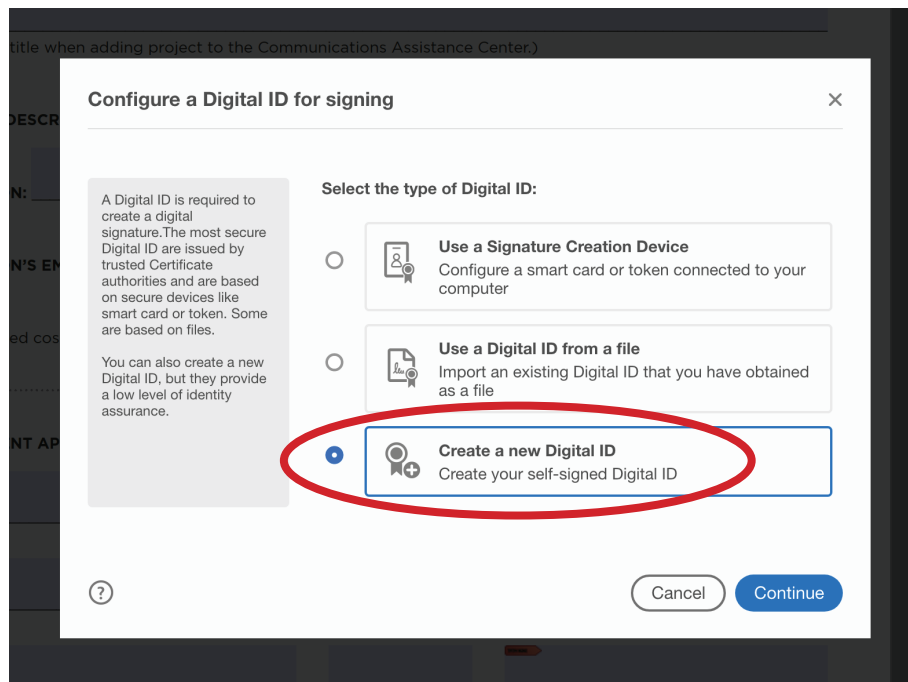 title when adding project to the Communications Assistance Center.)
Configure a Digital ID for signing
DESCR
N:
N'S EM
ed cos
NT AP
A Digital ID is required to
create a digital
signature.The most secure
Digital ID are issued by
trusted Certificate
authorities and are based
on secure devices like
smart card or token. Some
are based on files.
You can also create a new
Digital ID, but they provide
a low level of identity
assurance.
Select the type of Digital ID:
Use a Signature Creation Device
Configure a smart card or token connected to your
computer
Use a Digital ID from a file
Import an existing Digital ID that you have obtained
as a file
Create a new Digital ID
Create your self-signed Digital ID
?
Cancel
Continue